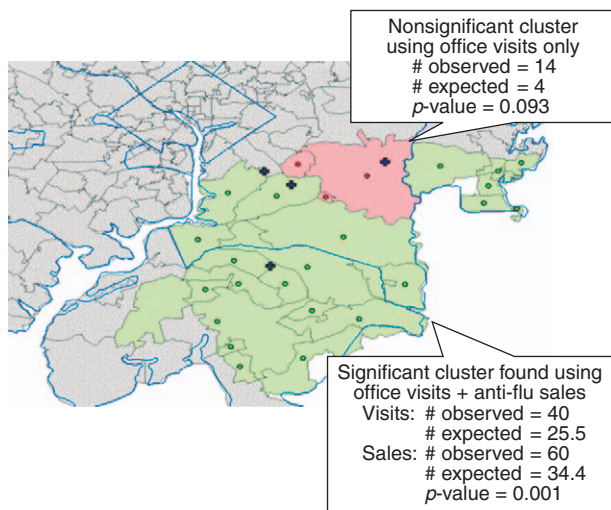 Nonsignificant cluster
using office visits only
# observed = 14
# expected = 4
p-value = 0.093
Significant cluster found using
office visits + anti-flu sales
Visits: # observed = 40
# expected = 25.5
Sales: # observed = 60
# expected = 34.4
p-value = 0.001